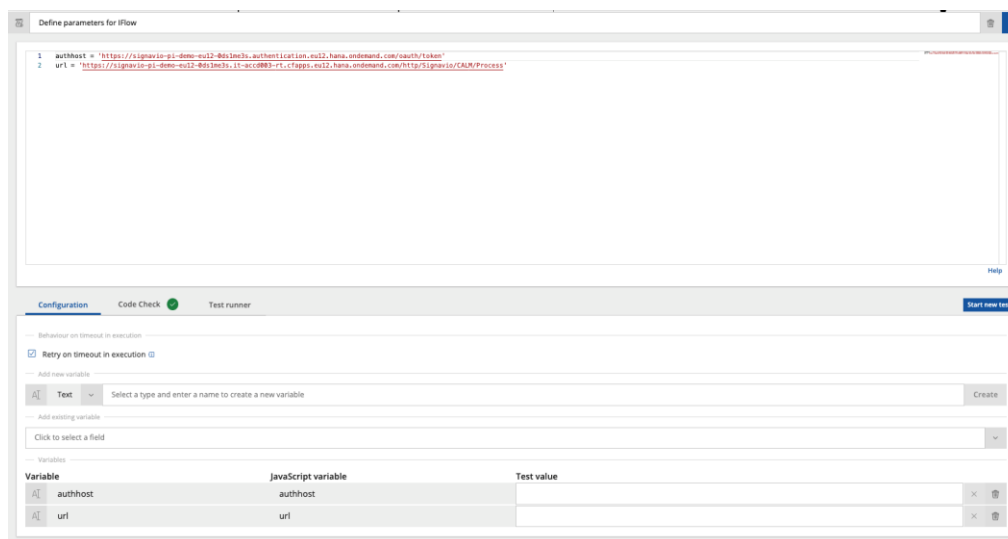 Define parameters for IFlow
1 authhost = 'https://signavio-pi-demo-eu12-0ds1me3s.authentication.eu12.hana.ondemand.com/oauth/token'
2 url = 'https://signavio-pi-demo-eu12-0ds1me3s.it-accd003-rt.cfapps.eu12.hana.ondemand.com/http/Signavio/CALM/Process'
Help
Configuration Code Check Test runner Start new tes
Behaviour on timeout in execution
Retry on timeout in execution
Add new variable
Text Select a type and enter a name to create a new variable Create
Add existing variable
Click to select a field
Variables
Variable JavaScript variable Test value
authhost authhost
url url